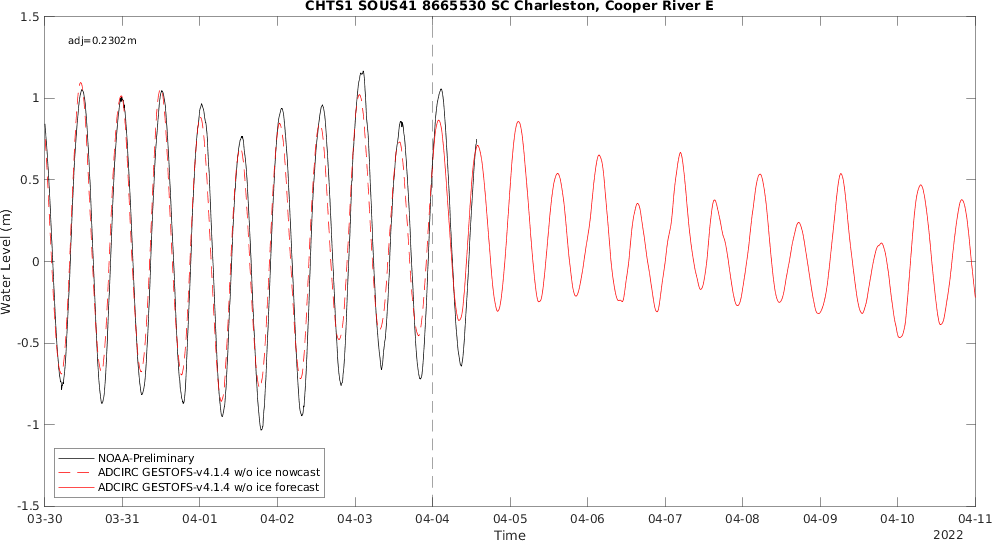 CHTS1 SOUS41 8665530 SC Charleston, Cooper River E
1.5
adj=0.2302m
1
0.5
0
-0.5
-1
-1.5
Water Level (m)
NOAA-Preliminary
ADCIRC GESTOFS-v4.1.4 w/o ice nowcast
ADCIRC GESTOFS-v4.1.4 w/o ice forecast
03-30 03-31 04-01 04-02 04-03 04-04 04-05 04-06 04-07 04-08 04-09 04-10 04-11
Time
2022